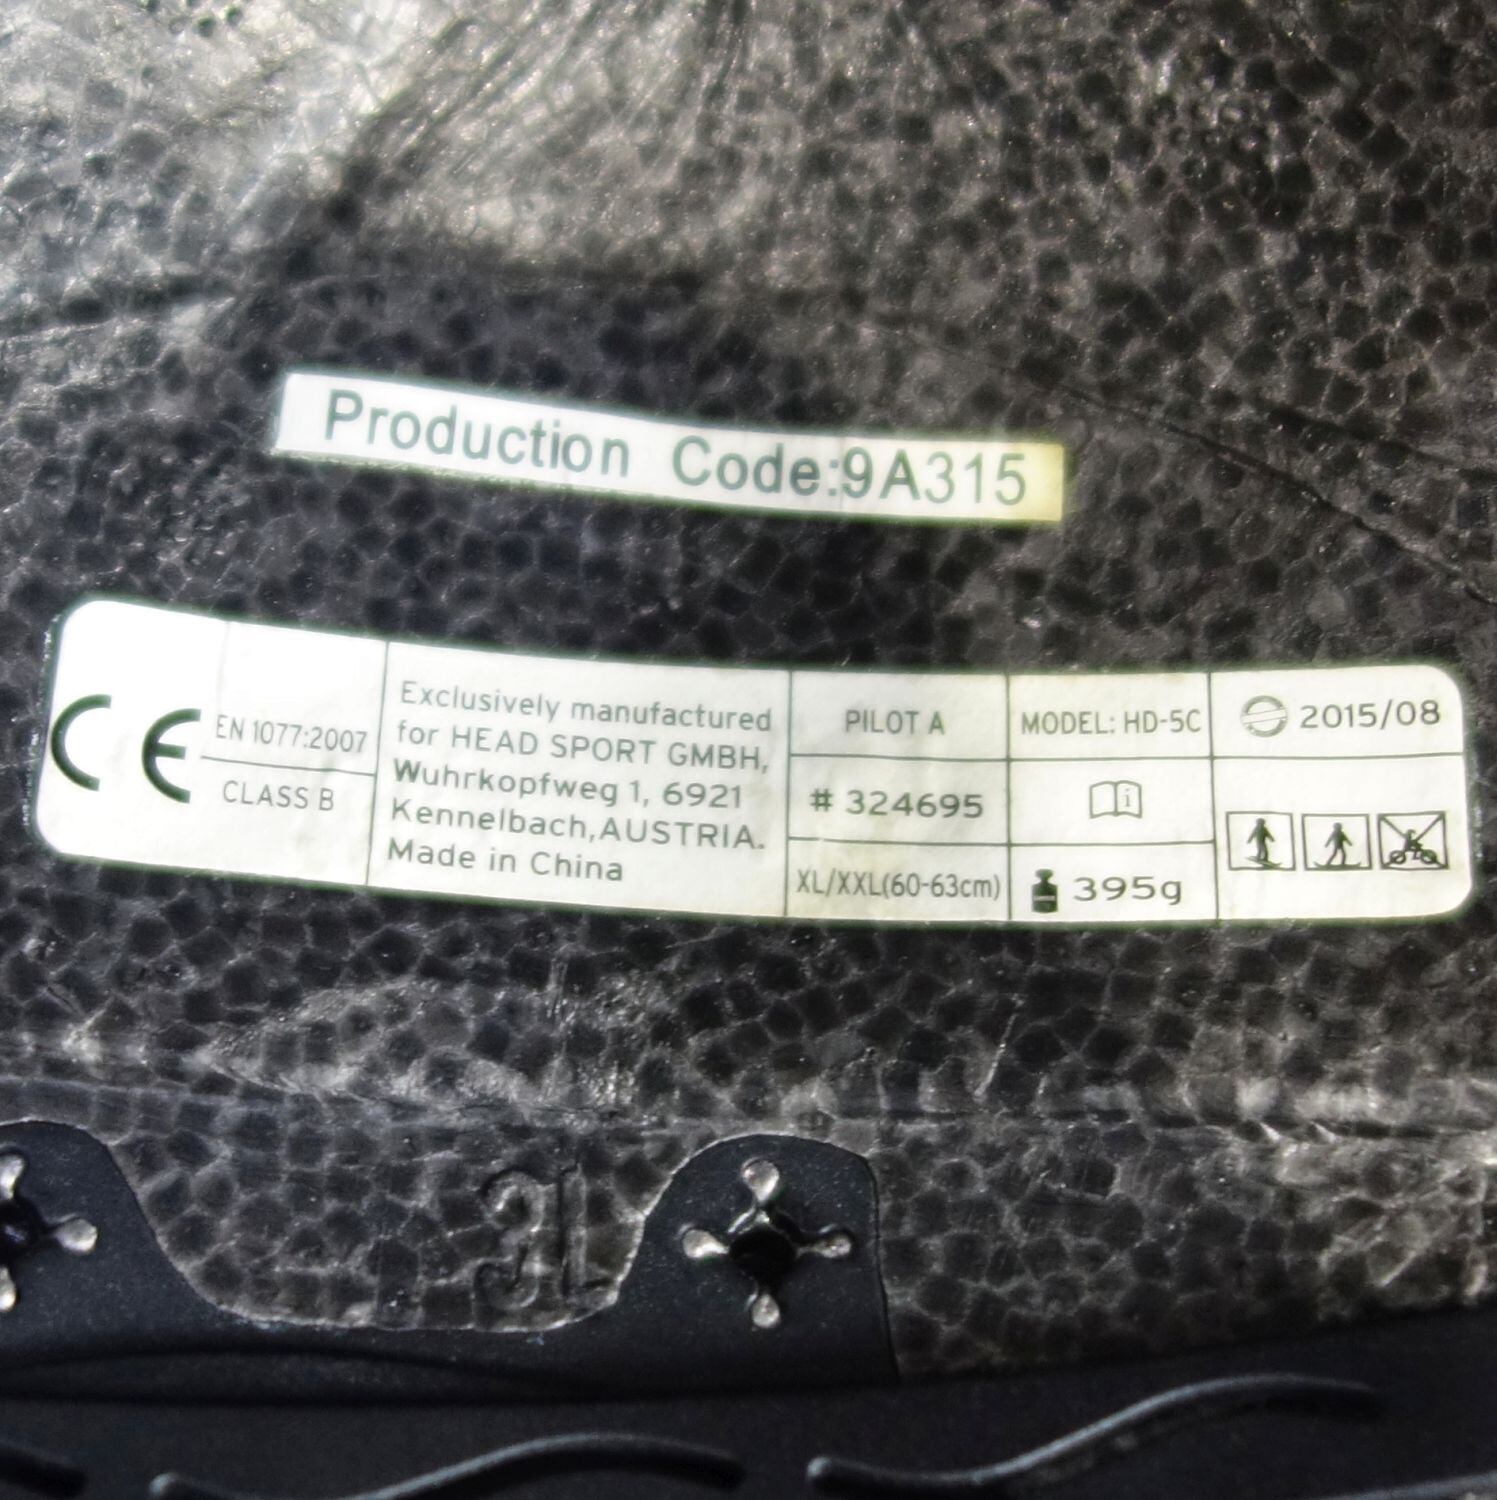 Production Code:9A315
CE
EN 1077:2007
CLASS B
Exclusively manufactured
for HEAD SPORT GMBH,
Wuhrkopfweg 1, 6921
Kennelbach,AUSTRIA.
Made in China
PILOT A
# 324695
XL/XXL(60-63cm)
MODEL: HD-5C
i
395g
2015/08